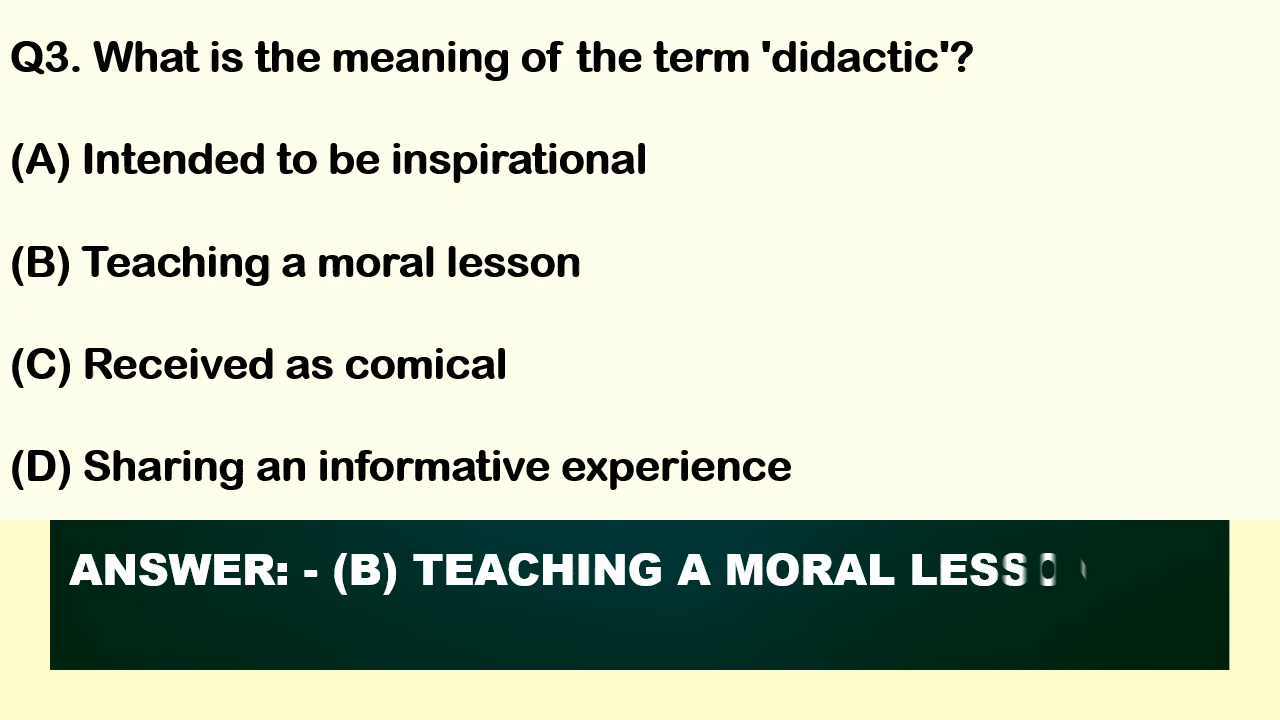 Q3. What is the meaning of the term 'didactic'?
(A) Intended to be inspirational
(B) Teaching a moral lesson
(C) Received as comical
(D) Sharing an informative experience
ANSWER: - (B) TEACHING A MORAL